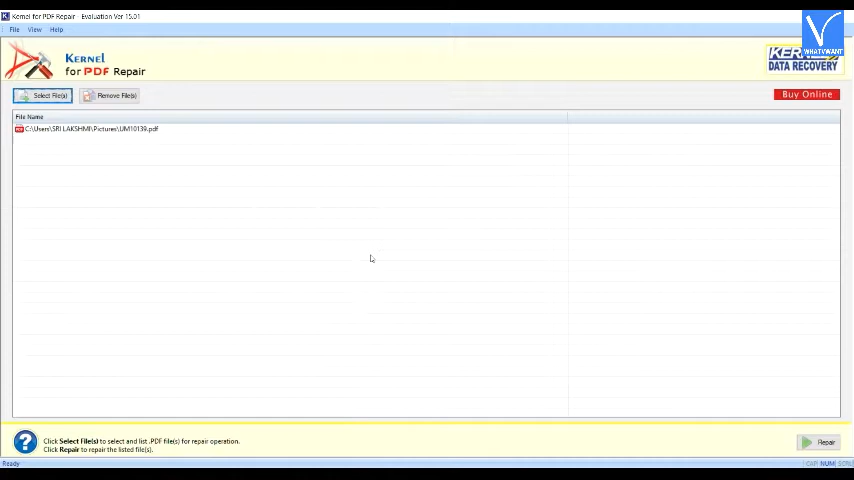 Kernel for PDF Repair - Evaluation Ver 15.01
File View Help
WHATVWANT
KERNEL
for PDF Repair
DATA RECOVERY
Select File(s) Remove File(s)
Buy Online
File Name
C:\Users\SRI LAKSHMI\Pictures\UM10139.pdf
Click Select File(s) to select and list .PDF file(s) for repair operation.
Click Repair to repair the listed file(s).
Repair
Ready
CAP NUM SCRL